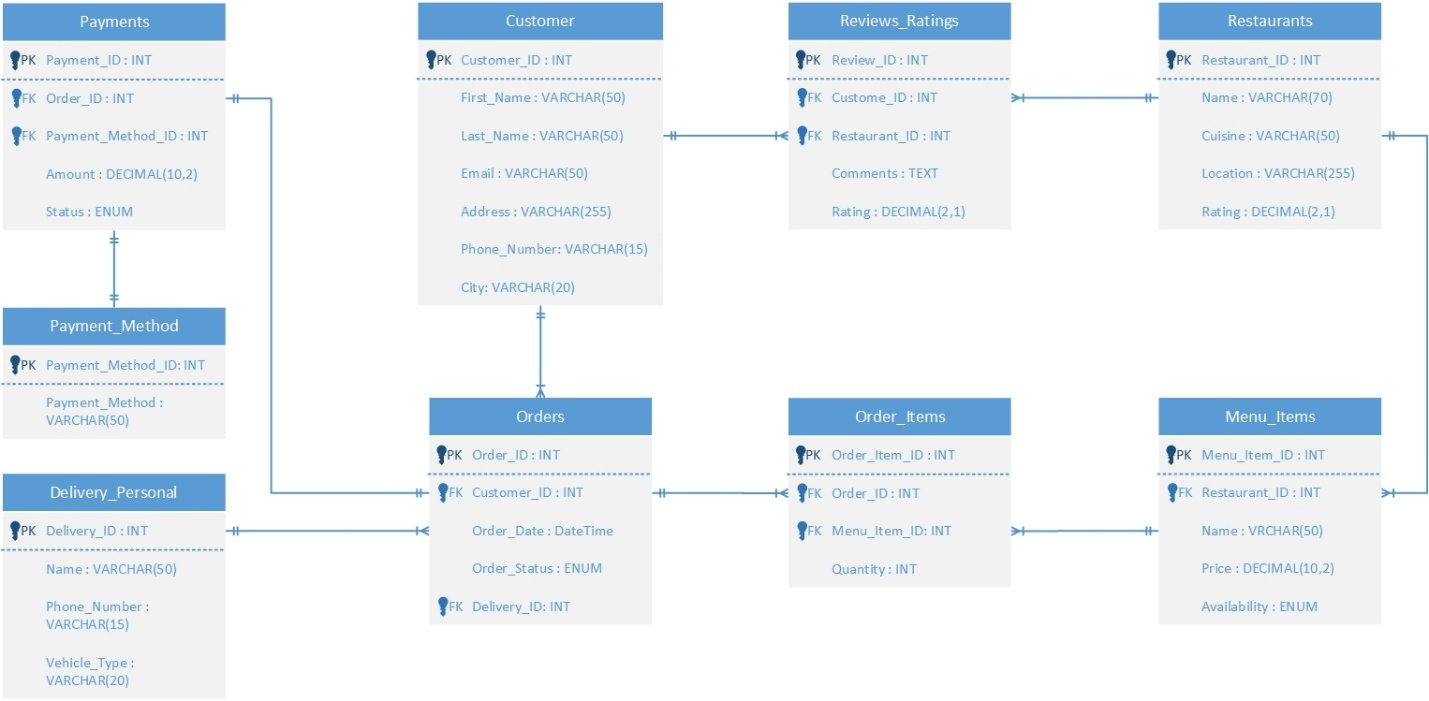 Payments
PK Payment_ID : INT
FK Order_ID : INT
FK Payment_Method_ID: INT
Amount : DECIMAL(10,2)
Status : ENUM
Customer
PK Customer_ID : INT
First_Name : VARCHAR(50)
Last_Name : VARCHAR(50)
Email : VARCHAR(50)
Address : VARCHAR(255)
Phone_Number: VARCHAR(15)
City: VARCHAR(20)
Reviews_Ratings
PK Review_ID : INT
FK Custome_ID : INT
FK Restaurant_ID : INT
Comments : TEXT
Rating : DECIMAL(2,1)
Restaurants
PK Restaurant_ID : INT
Name : VARCHAR(70)
Cuisine : VARCHAR(50)
Location : VARCHAR(255)
Rating : DECIMAL(2,1)
Payment_Method
PK Payment_Method_ID: INT
Payment_Method :
VARCHAR(50)
Delivery_Personal
PK Delivery_ID : INT
Name : VARCHAR(50)
Phone_Number :
VARCHAR(15)
Vehicle_Type :
VARCHAR(20)
Orders
PK Order_ID : INT
FK Customer_ID : INT
Order_Date : DateTime
Order_Status : ENUM
FK Delivery_ID: INT
Order_Items
PK Order_Item_ID : INT
FK Order_ID : INT
FK Menu_Item_ID: INT
Quantity : INT
Menu_Items
PK Menu_Item_ID : INT
FK Restaurant_ID : INT
Name : VRCHAR(50)
Price : DECIMAL(10,2)
Availability : ENUM